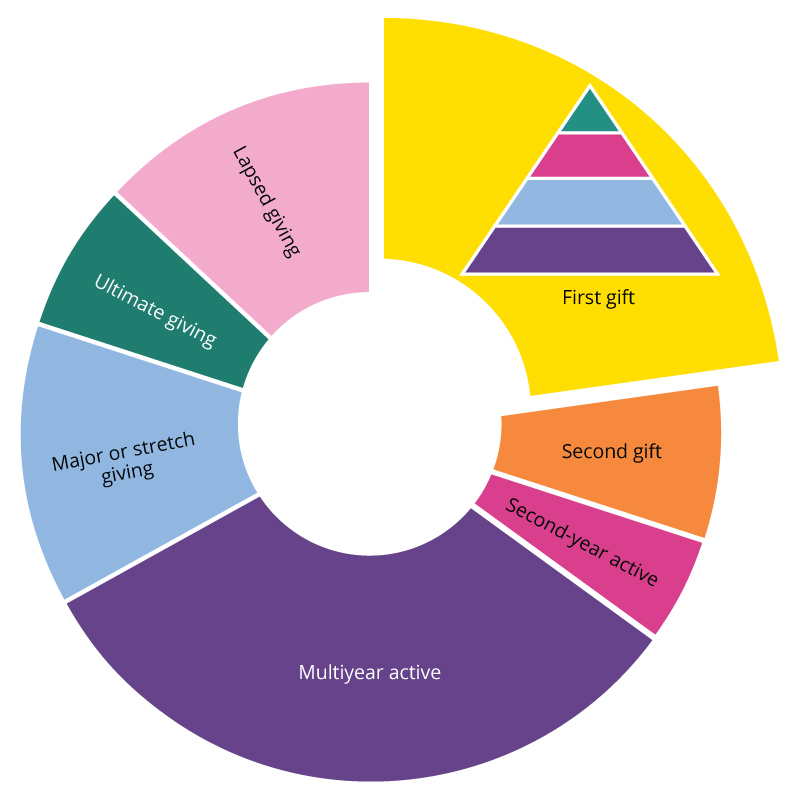 First gift
Second gift
Second-year active
Multiyear active
Major or stretch
giving
Ultimate giving
Lapsed giving